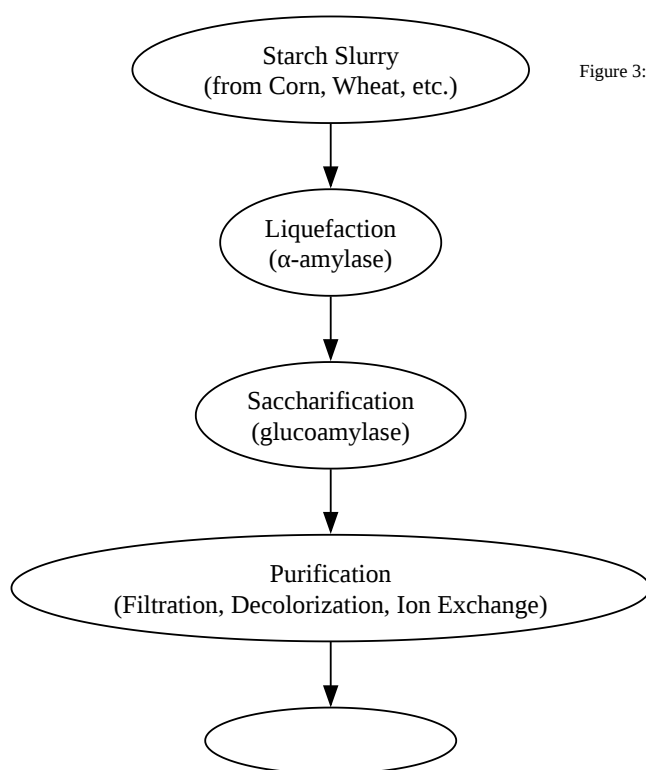 Starch Slurry
(from Corn, Wheat, etc.)
Figure 3:
Liquefaction
(α-amylase)
Saccharification
(glucoamylase)
Purification
(Filtration, Decolorization, Ion Exchange)